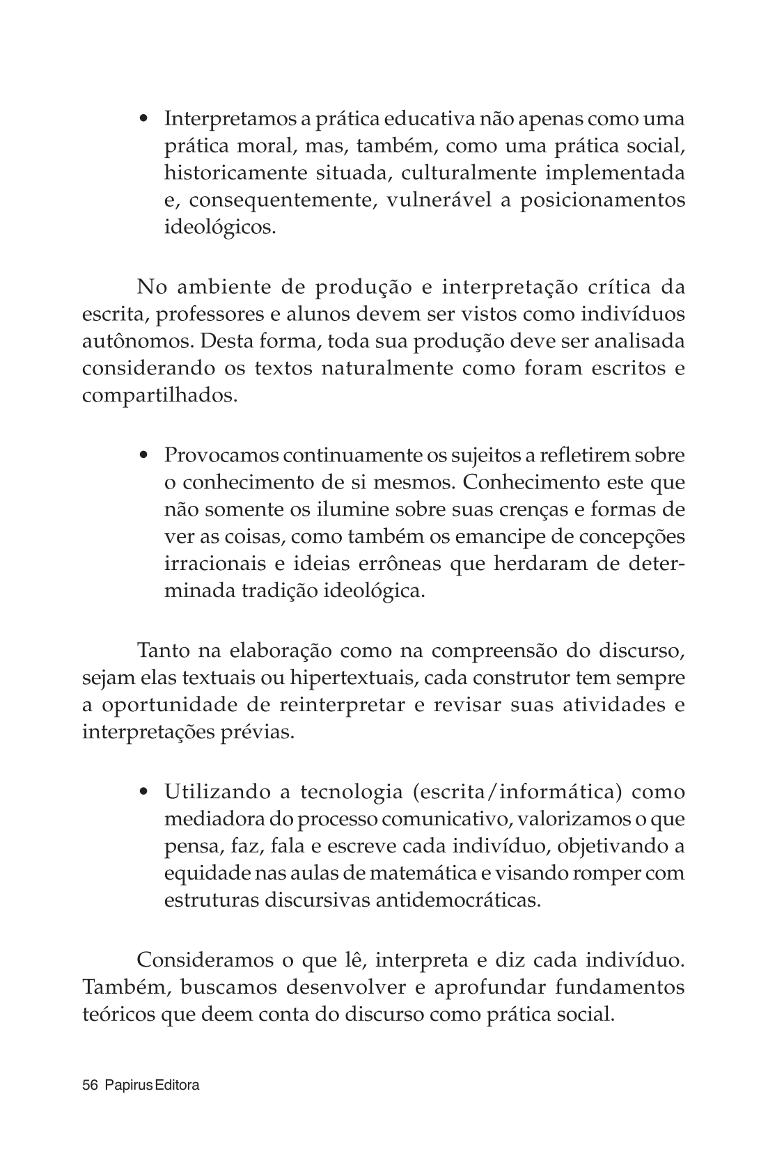 • Interpretamos a prática educativa não apenas como uma
prática moral, mas, também, como uma prática social,
historicamente situada, culturalmente implementada
e, consequentemente, vulnerável a posicionamentos
ideológicos.
No ambiente de produção e interpretação crítica da
escrita, professores e alunos devem ser vistos como indivíduos
autônomos. Desta forma, toda sua produção deve ser analisada
considerando os textos naturalmente como foram escritos e
compartilhados.
• Provocamos continuamente os sujeitos a refletirem sobre
o conhecimento de si mesmos. Conhecimento este que
não somente os ilumine sobre suas crenças e formas de
ver as coisas, como também os emancipe de concepções
irracionais e ideias errôneas que herdaram de deter-
minada tradição ideológica.
Tanto na elaboração como na compreensão do discurso,
sejam elas textuais ou hipertextuais, cada construtor tem sempre
a oportunidade de reinterpretar e revisar suas atividades e
interpretações prévias.
• Utilizando a tecnologia (escrita/informática) como
mediadora do processo comunicativo, valorizamos o que
pensa, faz, fala e escreve cada indivíduo, objetivando a
equidade nas aulas de matemática e visando romper com
estruturas discursivas antidemocráticas.
Consideramos o que lê, interpreta e diz cada indivíduo.
Também, buscamos desenvolver e aprofundar fundamentos
teóricos que deem conta do discurso como prática social.
56 Papirus Editora